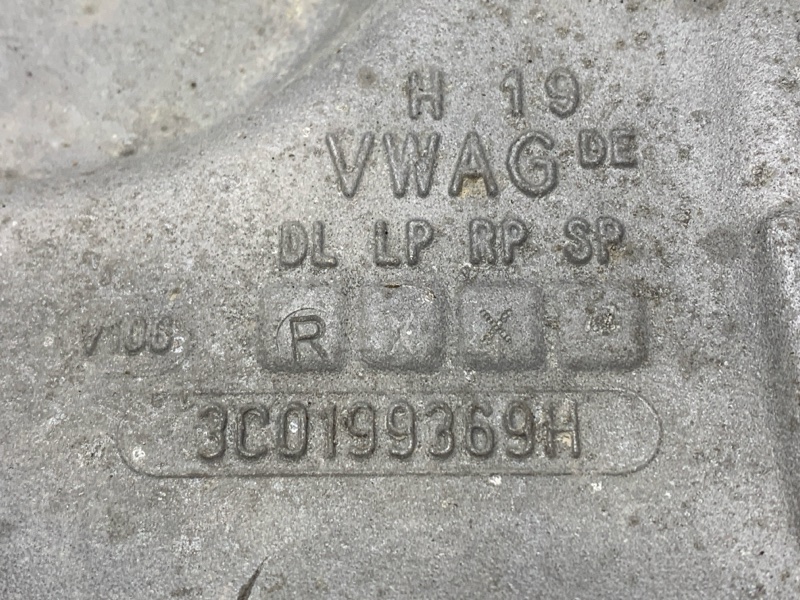 H 19
VWAG DE
DL LP RP SP
R X X
3C0199369H